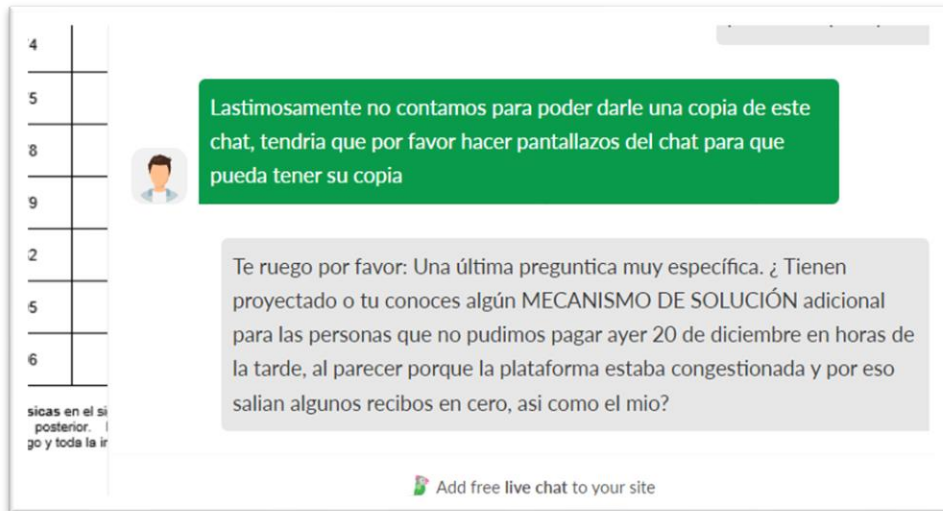 '4
'5
'8
'9
'2
'5
'6
sicas en el si
posterior.
go y toda la ir
Lastimosamente no contamos para poder darle una copia de este
chat, tendria que por favor hacer pantallazos del chat para que
pueda tener su copia
Te ruego por favor: Una última preguntica muy específica. ¿ Tienen
proyectado o tu conoces algún MECANISMO DE SOLUCIÓN adicional
para las personas que no pudimos pagar ayer 20 de diciembre en horas de
la tarde, al parecer porque la plataforma estaba congestionada y por eso
salian algunos recibos en cero, asi como el mio?
Add free live chat to your site